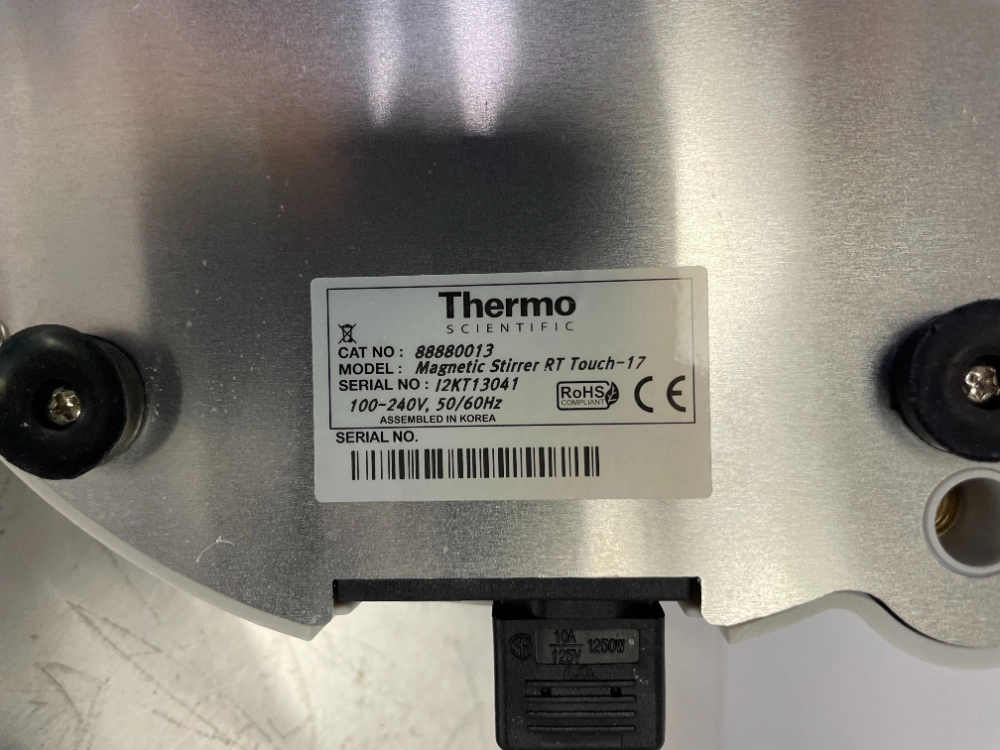 Thermo
SCIENTIFIC
CAT NO : 88880013
MODEL : Magnetic Stirrer RT Touch-17
SERIAL NO : I2KT13041
100-240V, 50/60Hz
ASSEMBLED IN KOREA
RoHS
COMPLIANT
CE
SERIAL NO.
10A
125V
1250W